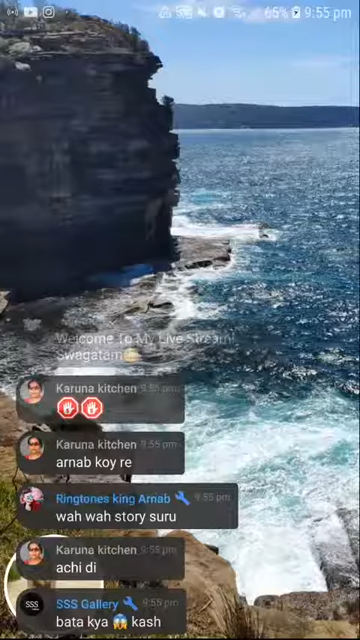 65% 9:55 pm
Welcome To My Live Stream!
Swagatam😊
Karuna kitchen 9:55 pm
Karuna kitchen 9:55 pm
arnab koy re
Ringtones king Arnab 🔧 9:55 pm
wah wah story suru
Karuna kitchen 9:55 pm
achi di
SSS SSS Gallery 🔧 9:55 pm
bata kya 😱 kash